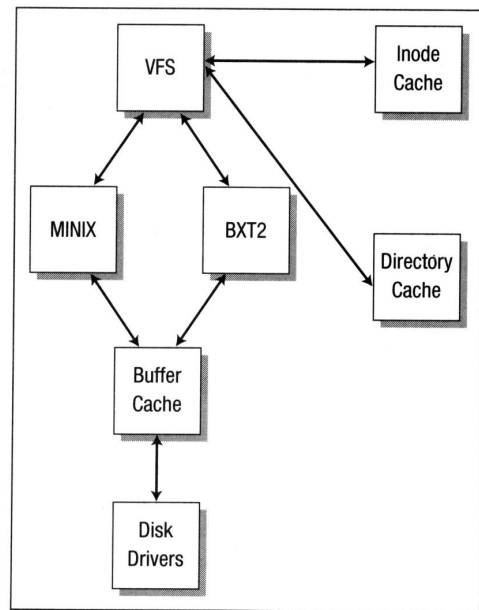 VFS
Inode
Cache
MINIX
BXT2
Directory
Cache
Buffer
Cache
Disk
Drivers